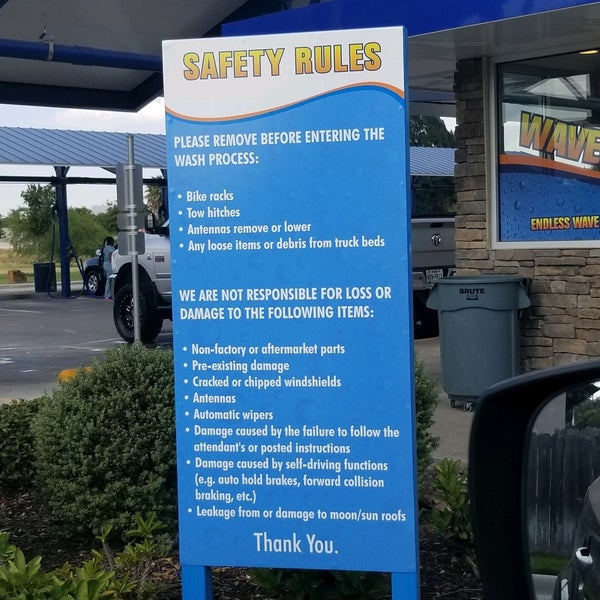 SAFETY RULES
PLEASE REMOVE BEFORE ENTERING THE
WASH PROCESS:
• Bike racks
• Tow hitches
• Antennas remove or lower
• Any loose items or debris from truck beds
WE ARE NOT RESPONSIBLE FOR LOSS OR
DAMAGE TO THE FOLLOWING ITEMS:
• Non-factory or aftermarket parts
• Pre-existing damage
• Cracked or chipped windshields
• Antennas
• Automatic wipers
• Damage caused by the failure to follow the
attendant's or posted instructions
• Damage caused by self-driving functions
(e.g. auto hold brakes, forward collision
braking, etc.)
• Leakage from or damage to moon/sun roofs
Thank You.
WAVE
ENDLESS WAVE
BRUTE